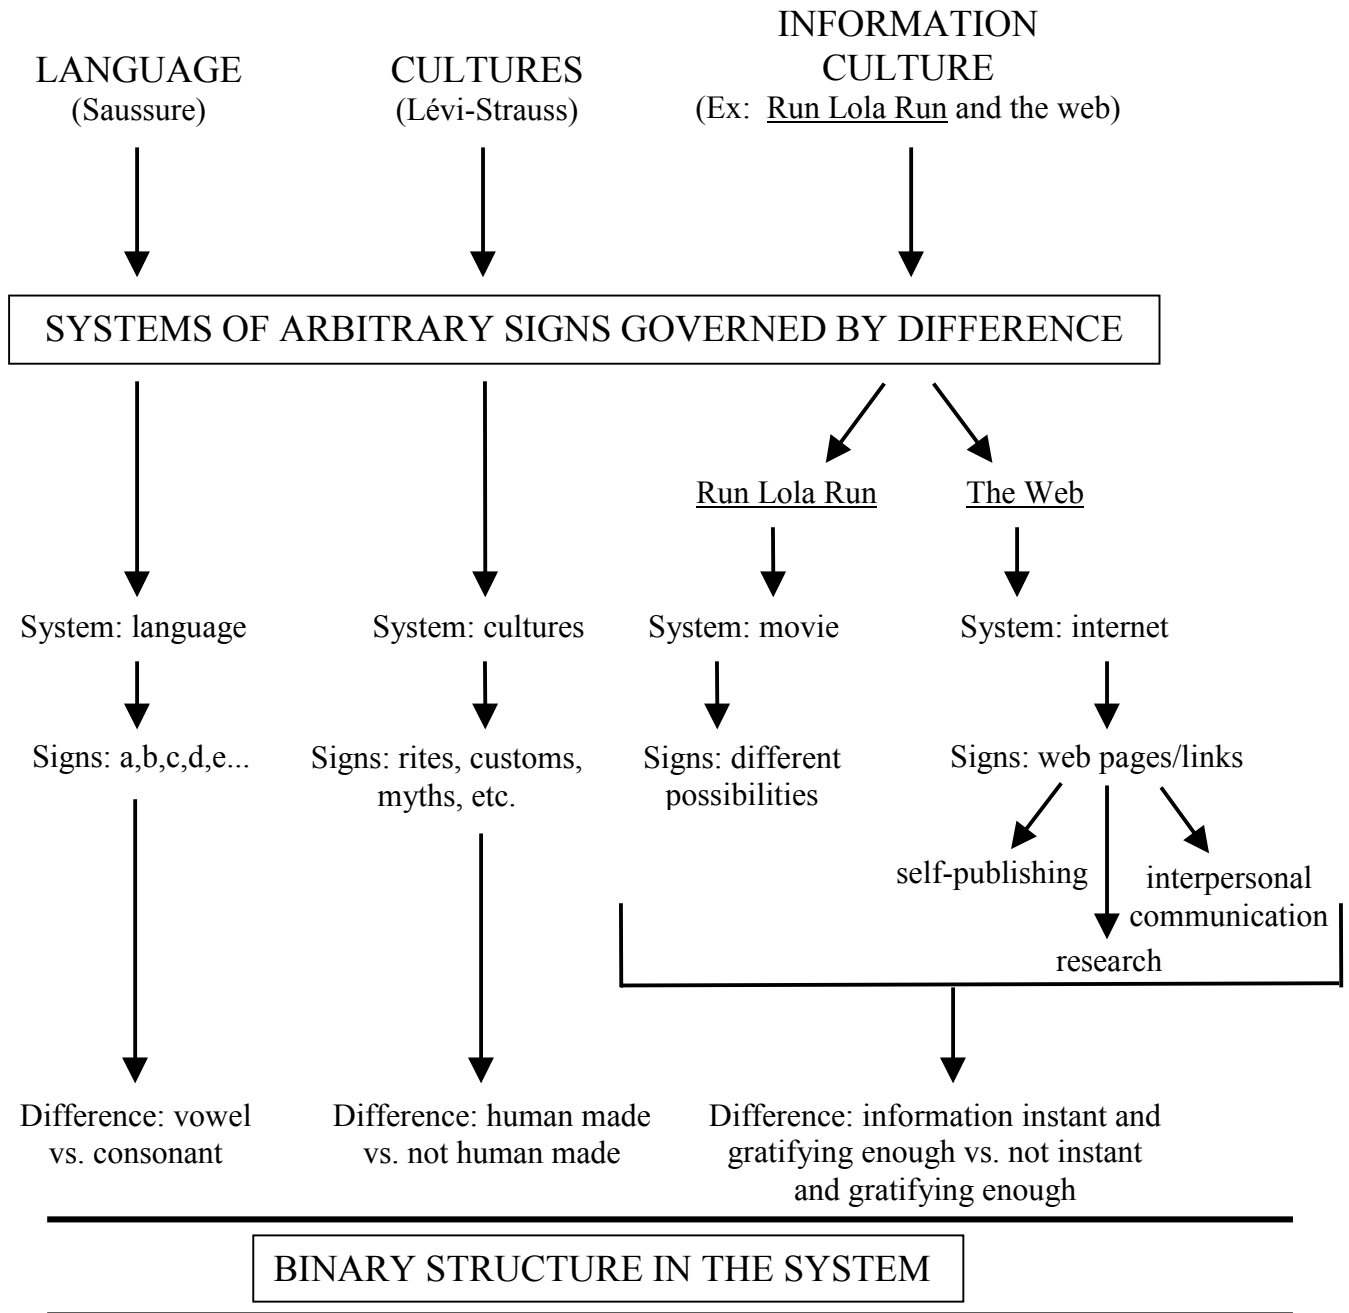 LANGUAGE
(Saussure)
CULTURES
(Lévi-Strauss)
INFORMATION
CULTURE
(Ex:  Run Lola Run and the web)
SYSTEMS OF ARBITRARY SIGNS GOVERNED BY DIFFERENCE
Run Lola Run
The Web
System: language
System: cultures
System: movie
System: internet
Signs: a,b,c,d,e...
Signs: rites, customs,
myths, etc.
Signs: different
possibilities
Signs: web pages/links
self-publishing
interpersonal
communication
research
Difference: vowel
vs. consonant
Difference: human made
vs. not human made
Difference: information instant and
gratifying enough vs. not instant
and gratifying enough
BINARY STRUCTURE IN THE SYSTEM